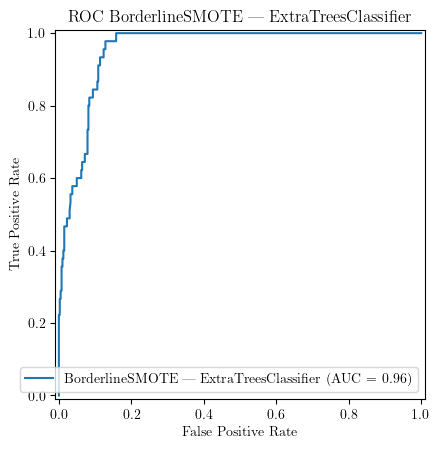 ROC BorderlineSMOTE — ExtraTreesClassifier
1.0
0.8
0.6
0.4
0.2
0.0
True Positive Rate
BorderlineSMOTE — ExtraTreesClassifier (AUC = 0.96)
0.0 0.2 0.4 0.6 0.8 1.0
False Positive Rate